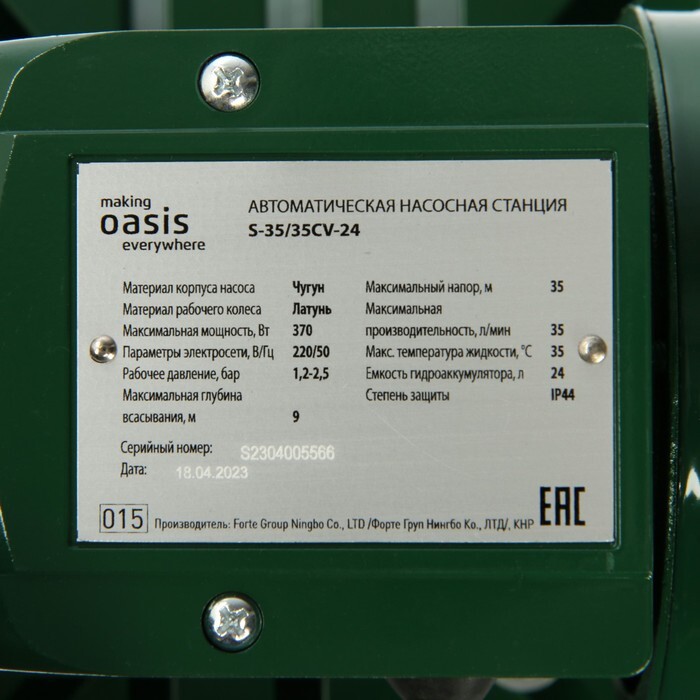 making
oasis
everywhere
АВТОМАТИЧЕСКАЯ НАСОСНАЯ СТАНЦИЯ
S-35/35CV-24
Материал корпуса насоса Чугун
Материал рабочего колеса Латунь
Максимальная мощность, Вт 370
Параметры электросети, В/Гц 220/50
Рабочее давление, бар 1,2-2,5
Максимальная глубина
всасывания, м 9
Максимальный напор, м 35
Максимальная
производительность, л/мин 35
Макс. температура жидкости, °С 35
Емкость гидроаккумулятора, л 24
Степень защиты IP44
Серийный номер: S2304005566
Дата: 18.04.2023
015 Производитель: Forte Group Ningbo Co., LTD /Форте Груп Нингбо Ко., ЛТД/, КНР
EAC